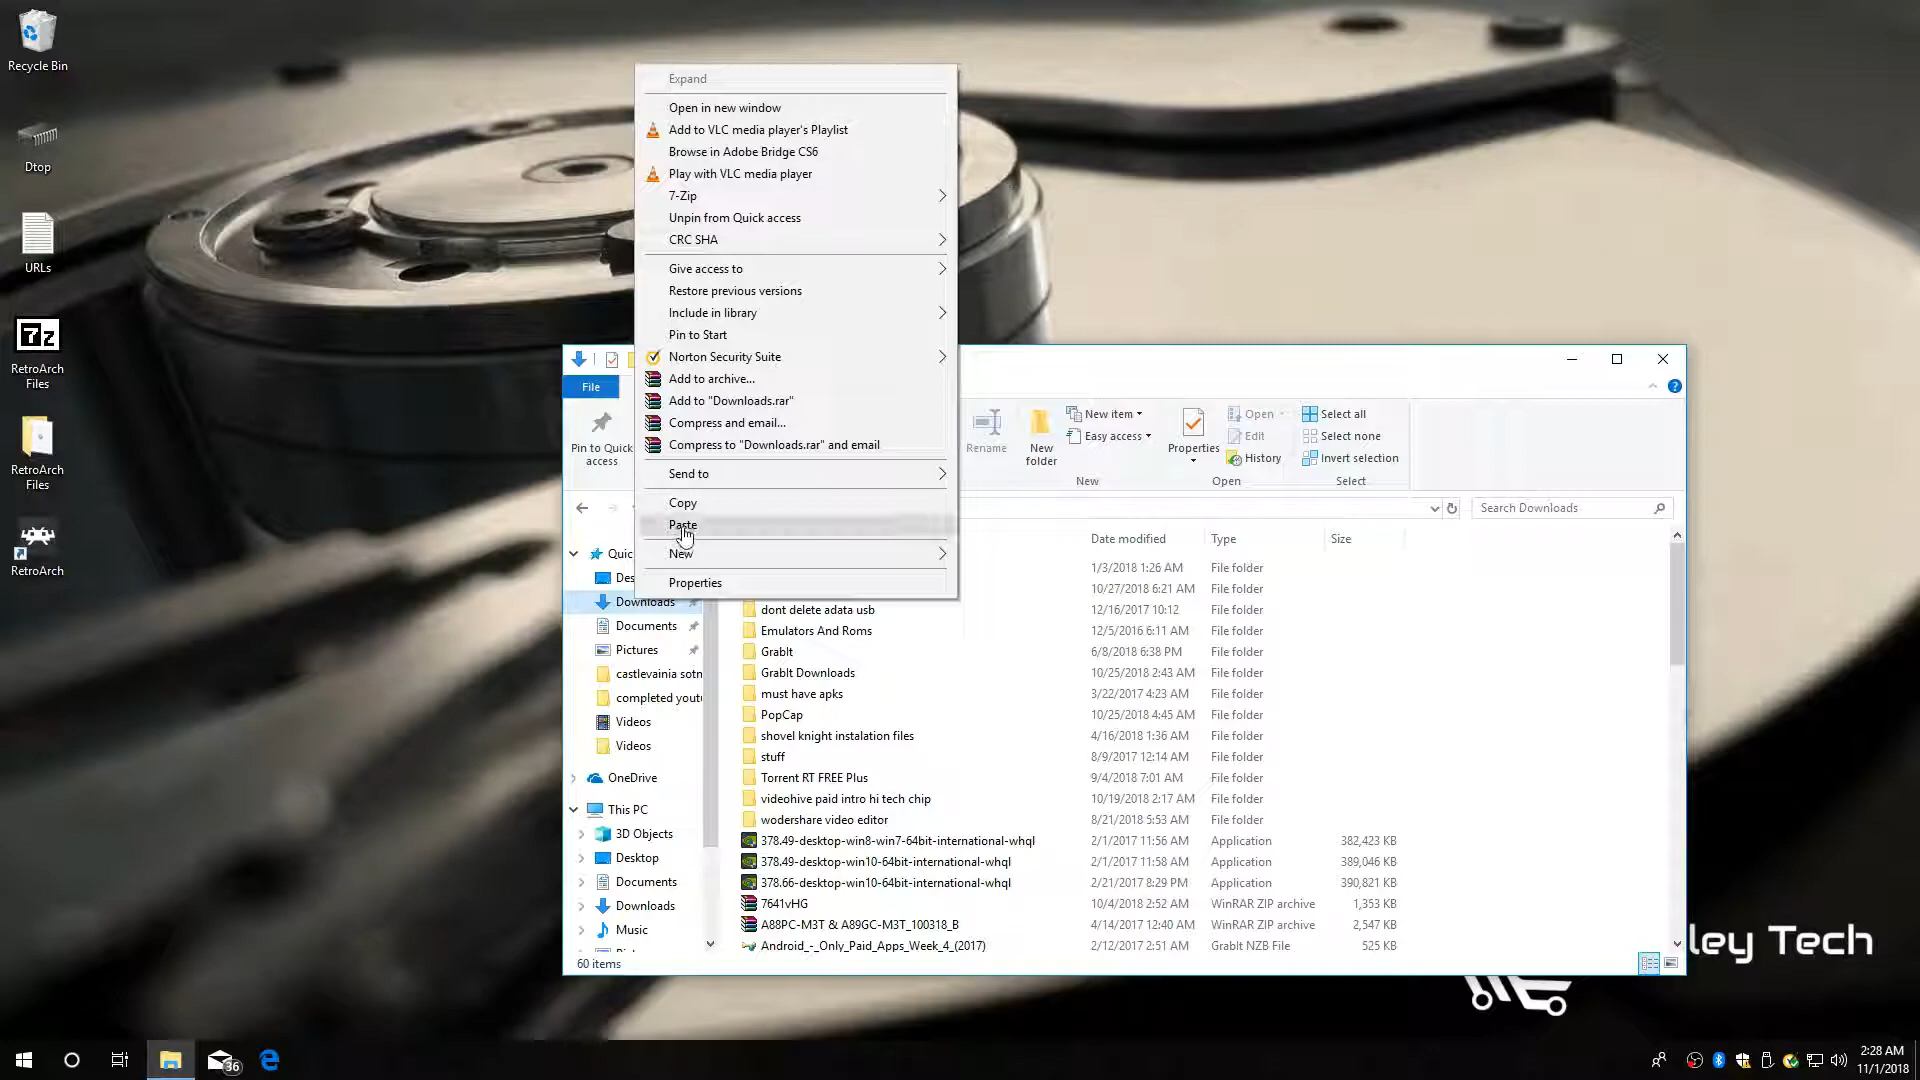 Recycle Bin
Dtop
URLs
RetroArch
Files
RetroArch
Files
RetroArch
Expand
Open in new window
Add to VLC media player's Playlist
Browse in Adobe Bridge CS6
Play with VLC media player
7-Zip
Unpin from Quick access
CRC SHA
Give access to
Restore previous versions
Include in library
Pin to Start
Norton Security Suite
Add to archive...
Add to "Downloads.rar"
Compress and email...
Compress to "Downloads.rar" and email
Send to
Copy
Paste
New
Properties
File
Pin to Quick
access
Rename
New
folder
New item
Easy access
New
Properties
Open
Edit
History
Open
Select all
Select none
Invert selection
Select
Search Downloads
Date modified Type Size
Quic
Des
Downloads
Documents
Pictures
castlevainia sotn
completed yout
Videos
Videos
OneDrive
This PC
3D Objects
Desktop
Documents
Downloads
Music
1/3/2018 1:26 AM File folder
10/27/2018 6:21 AM File folder
dont delete adata usb 12/16/2017 10:12 File folder
Emulators And Roms 12/5/2016 6:11 AM File folder
GrabIt 6/8/2018 6:38 PM File folder
GrabIt Downloads 10/25/2018 2:43 AM File folder
must have apks 3/22/2017 4:23 AM File folder
PopCap 10/25/2018 4:45 AM File folder
shovel knight instalation files 4/16/2018 1:36 AM File folder
stuff 8/9/2017 12:14 AM File folder
Torrent RT FREE Plus 9/4/2018 7:01 AM File folder
videohive paid intro hi tech chip 10/19/2018 2:17 AM File folder
wodershare video editor 8/21/2018 5:53 AM File folder
378.49-desktop-win8-win7-64bit-international-whql 2/1/2017 11:56 AM Application 382,423 KB
378.49-desktop-win10-64bit-international-whql 2/1/2017 11:58 AM Application 389,046 KB
378.66-desktop-win10-64bit-international-whql 2/21/2017 8:29 PM Application 390,821 KB
7641vHG 10/4/2018 2:52 AM WinRAR ZIP archive 1,353 KB
A88PC-M3T & A89GC-M3T_100318_B 4/14/2017 12:40 AM WinRAR ZIP archive 2,547 KB
Android_-_Only_Paid_Apps_Week_4_(2017) 2/12/2017 2:51 AM GrabIt NZB File 525 KB
60 items
ley Tech
36
2:28 AM
11/1/2018